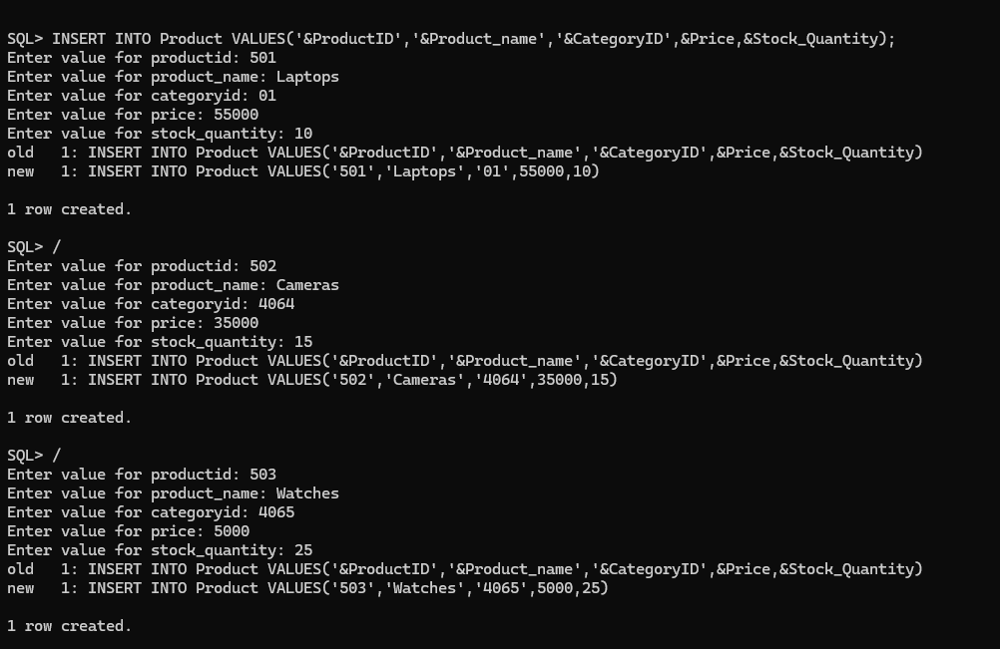 SQL> INSERT INTO Product VALUES('&ProductID','&Product_name','&CategoryID',&Price,&Stock_Quantity);
Enter value for productid: 501
Enter value for product_name: Laptops
Enter value for categoryid: 01
Enter value for price: 55000
Enter value for stock_quantity: 10
old   1: INSERT INTO Product VALUES('&ProductID','&Product_name','&CategoryID',&Price,&Stock_Quantity)
new   1: INSERT INTO Product VALUES('501','Laptops','01',55000,10)
1 row created.
SQL> /
Enter value for productid: 502
Enter value for product_name: Cameras
Enter value for categoryid: 4064
Enter value for price: 35000
Enter value for stock_quantity: 15
old   1: INSERT INTO Product VALUES('&ProductID','&Product_name','&CategoryID',&Price,&Stock_Quantity)
new   1: INSERT INTO Product VALUES('502','Cameras','4064',35000,15)
1 row created.
SQL> /
Enter value for productid: 503
Enter value for product_name: Watches
Enter value for categoryid: 4065
Enter value for price: 5000
Enter value for stock_quantity: 25
old   1: INSERT INTO Product VALUES('&ProductID','&Product_name','&CategoryID',&Price,&Stock_Quantity)
new   1: INSERT INTO Product VALUES('503','Watches','4065',5000,25)
1 row created.